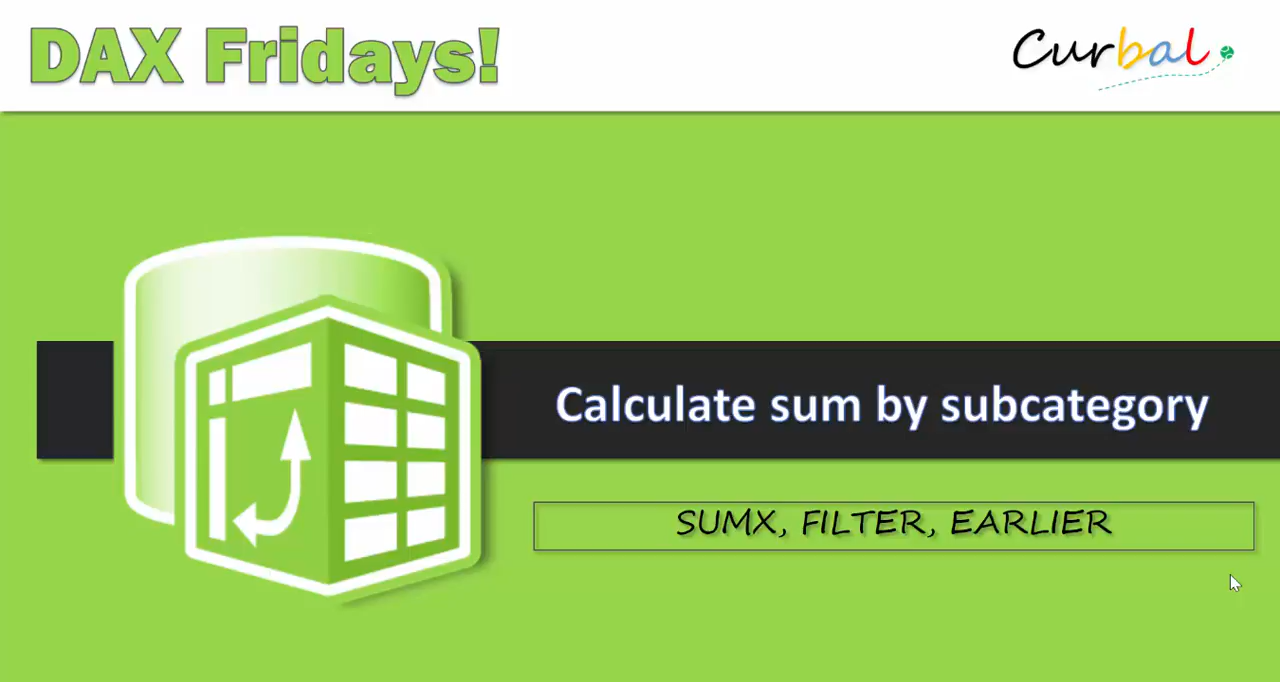 DAX Fridays!
Curbal
Calculate sum by subcategory
SUMX, FILTER, EARLIER